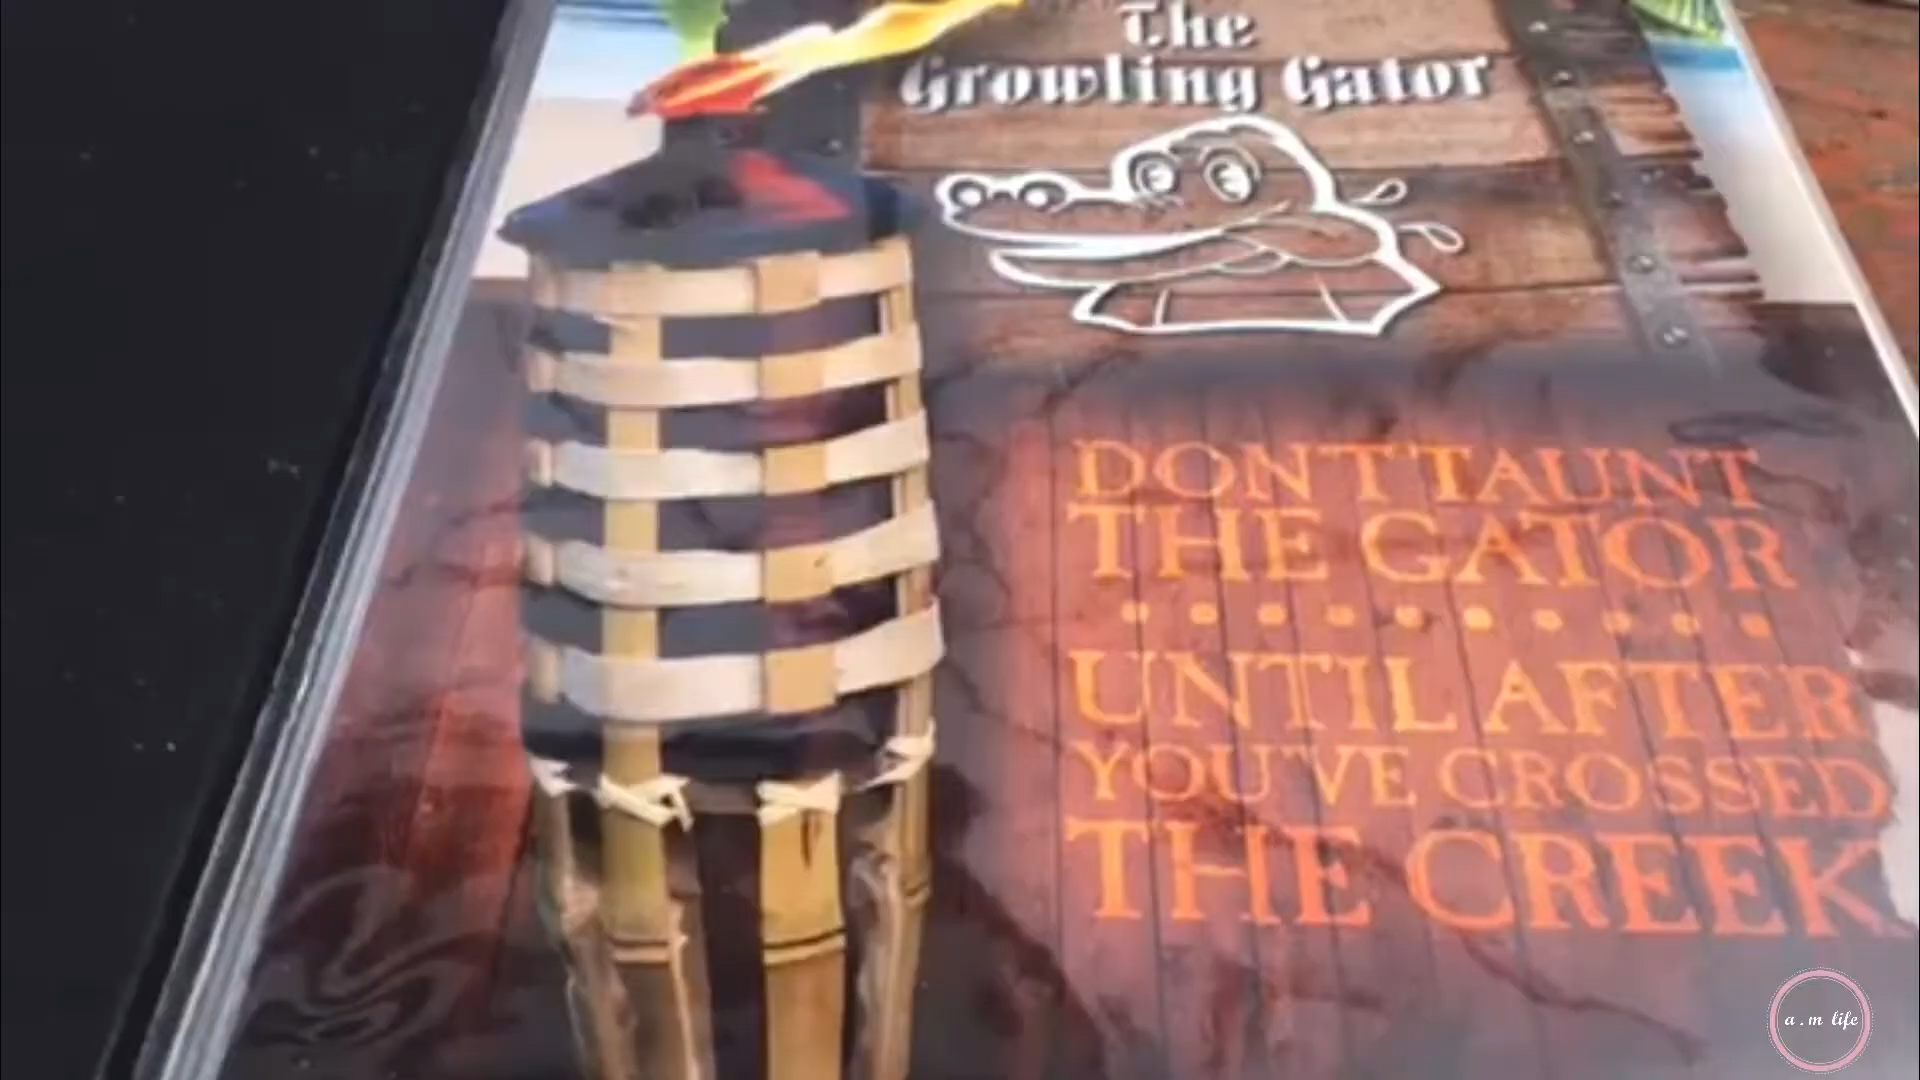 The
Growling Gator
DON'T TAUNT
THE GATOR
UNTIL AFTER
YOU'VE CROSSED
THE CREEK
a.m life